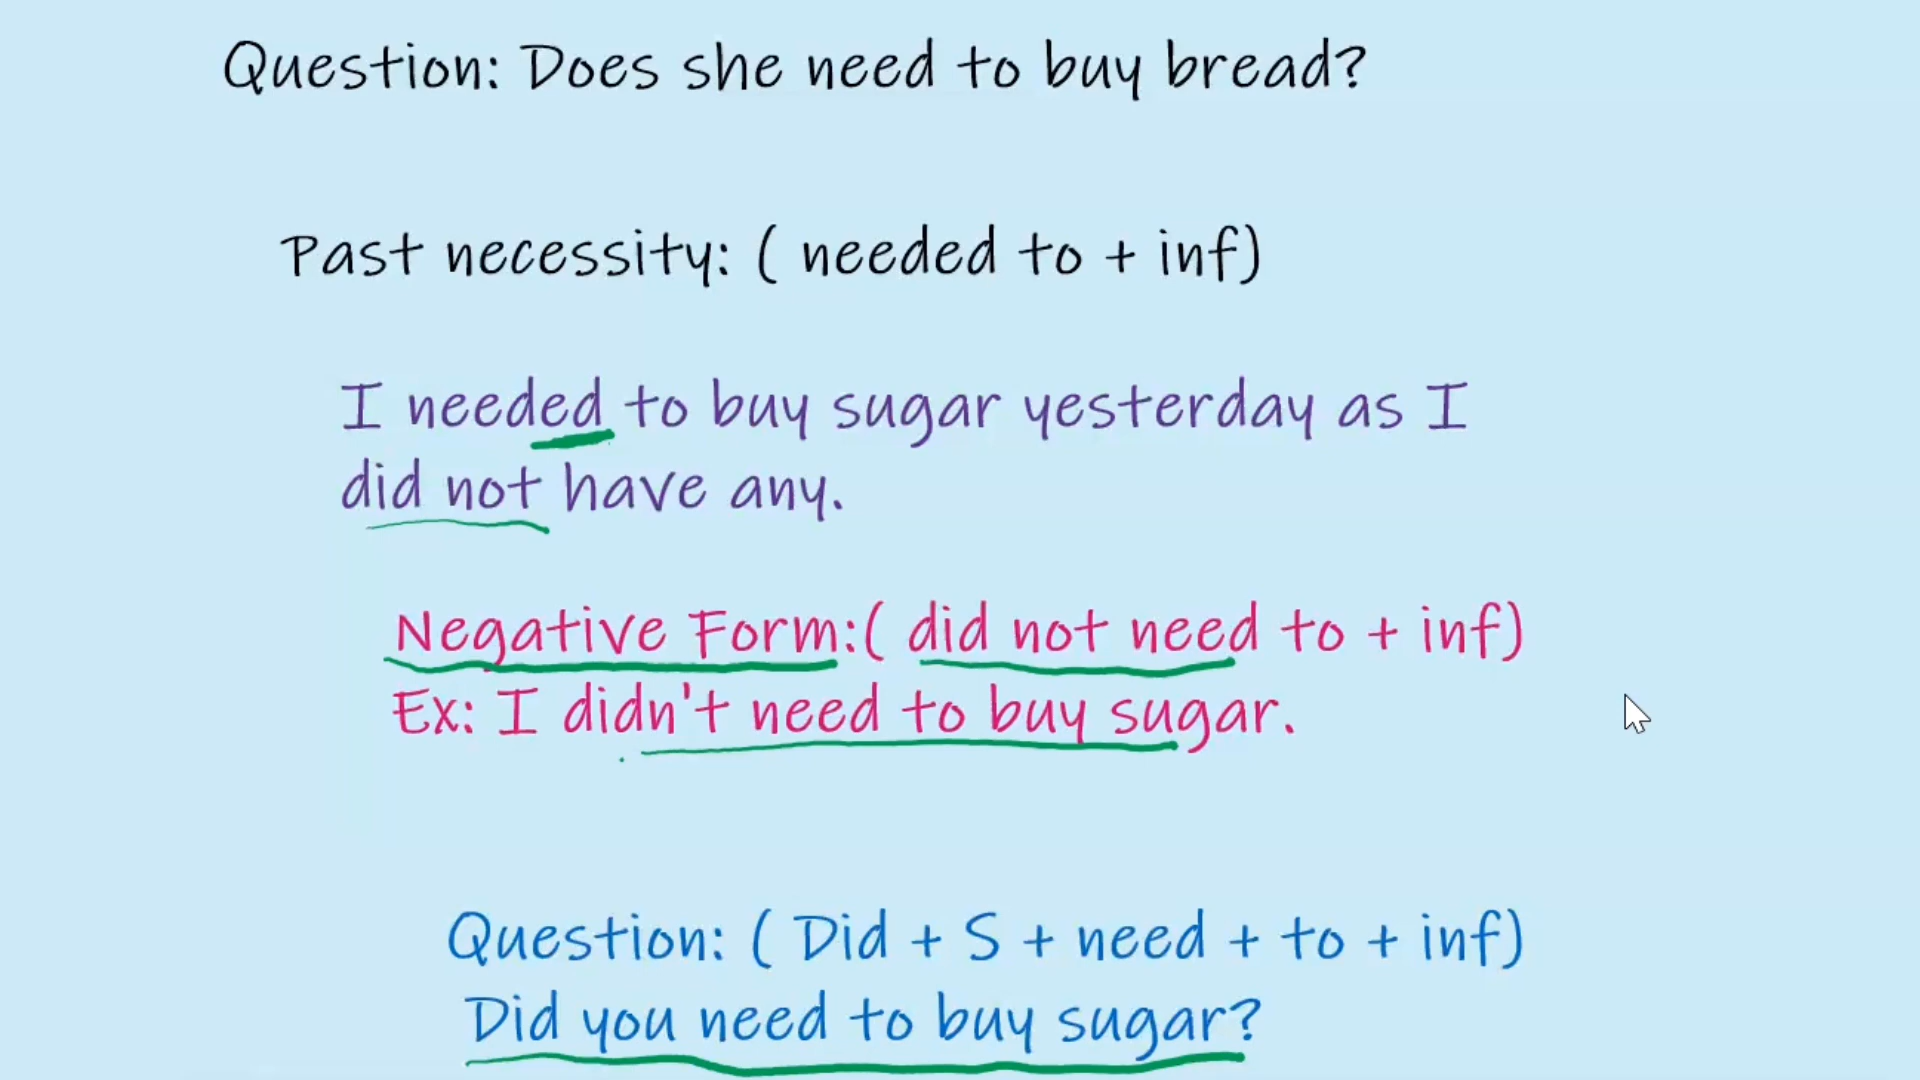 Question: Does she need to buy bread?
Past necessity: ( needed to + inf)
I needed to buy sugar yesterday as I
did not have any.
Negative Form:( did not need to + inf)
Ex: I didn't need to buy sugar.
Question: ( Did + S + need + to + inf)
Did you need to buy sugar?